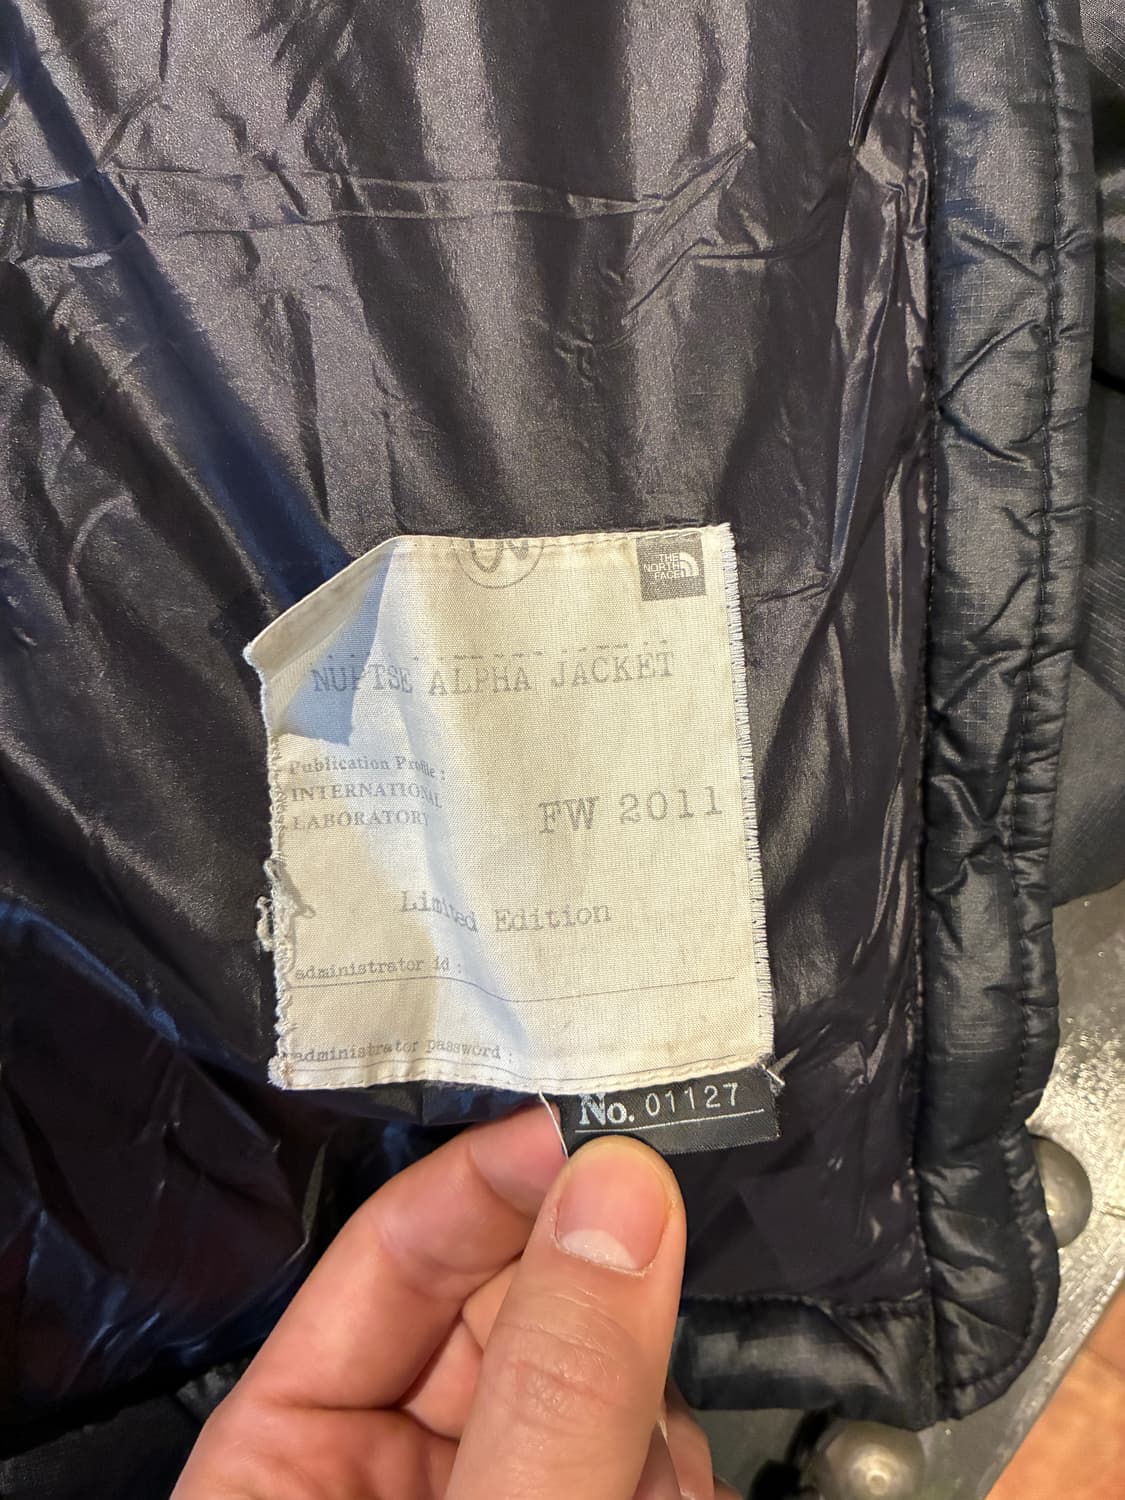 THE
NORTH
FACE
NUPTSE ALPHA JACKET
Publication Profile :
INTERNATIONAL
LABORATORY
FW 2011
Limited Edition
administrator id :
administrator password :
No. 01127